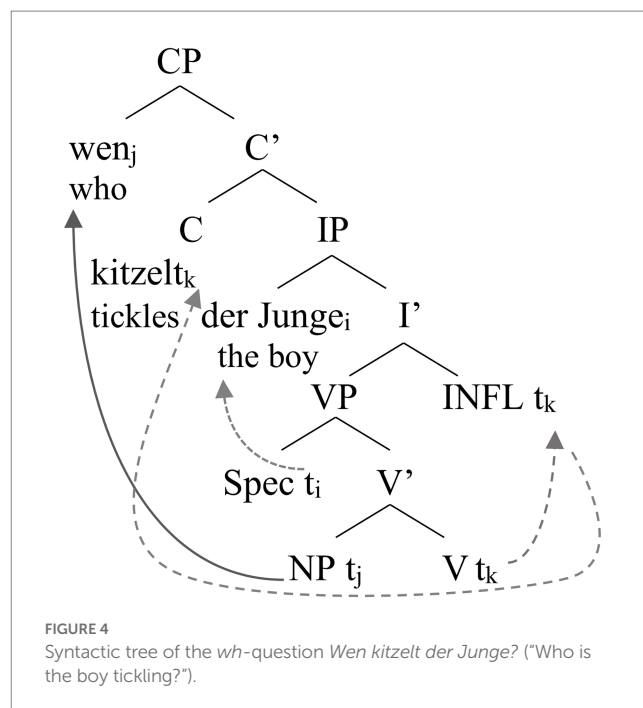 CP
wenj C’
who
C IP
kitzeltk
tickles der Jungei I’
the boy
VP INFL tk
Spec ti V’
NP tj V tk
FIGURE 4
Syntactic tree of the wh-question Wen kitzelt der Junge? (“Who is
the boy tickling?”).